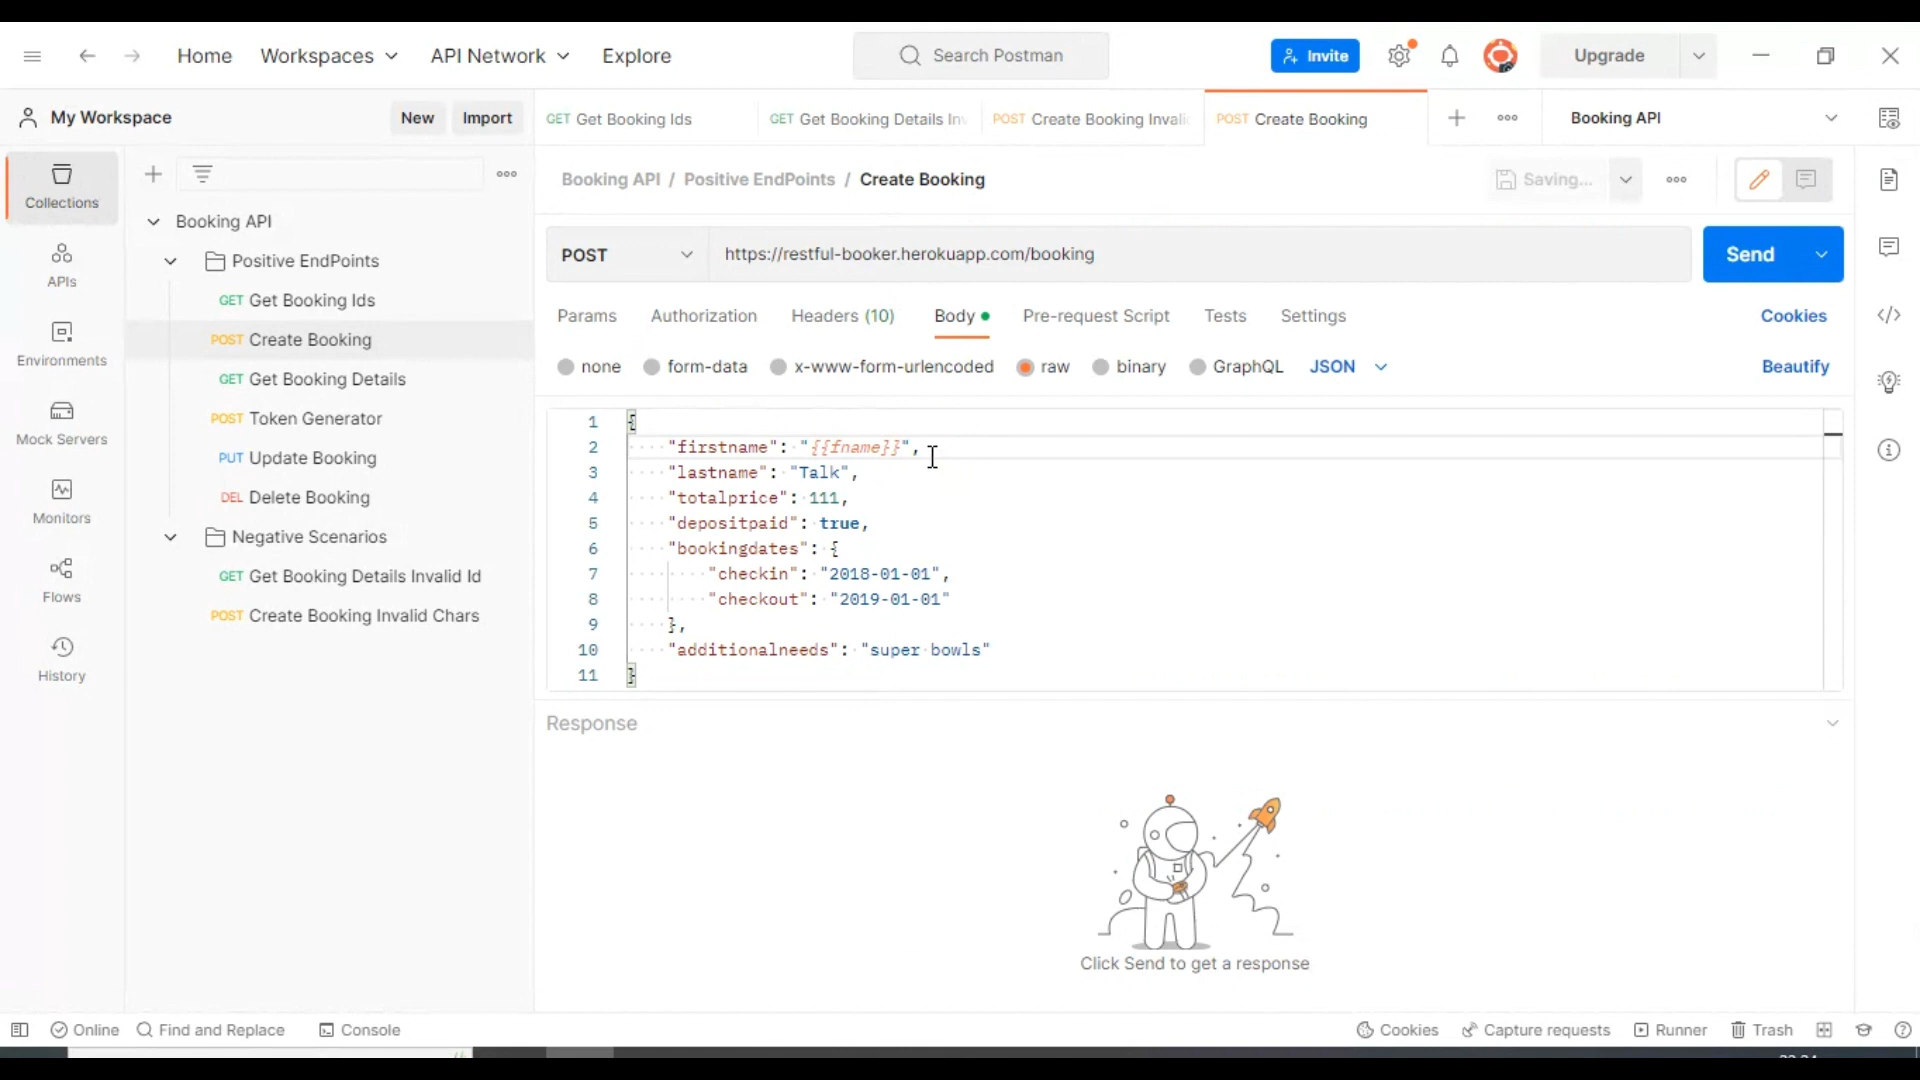 Home Workspaces API Network Explore Search Postman Invite Upgrade
My Workspace New Import GET Get Booking Ids GET Get Booking Details Inv POST Create Booking Invalid POST Create Booking Booking API
Booking API / Positive EndPoints / Create Booking Saving...
Collections
APIs
Environments
Mock Servers
Monitors
Flows
History
Booking API
Positive EndPoints
GET Get Booking Ids
POST Create Booking
GET Get Booking Details
POST Token Generator
PUT Update Booking
DEL Delete Booking
Negative Scenarios
GET Get Booking Details Invalid Id
POST Create Booking Invalid Chars
POST https://restful-booker.herokuapp.com/booking Send
Params Authorization Headers (10) Body Pre-request Script Tests Settings Cookies
none form-data x-www-form-urlencoded raw binary GraphQL JSON Beautify
1 {
2 "firstname": "{{fname}}",
3 "lastname": "Talk",
4 "totalprice": 111,
5 "depositpaid": true,
6 "bookingdates": {
7 "checkin": "2018-01-01",
8 "checkout": "2019-01-01"
9 },
10 "additionalneeds": "super bowls"
11 }
Response
Click Send to get a response
Online Find and Replace Console Cookies Capture requests Runner Trash